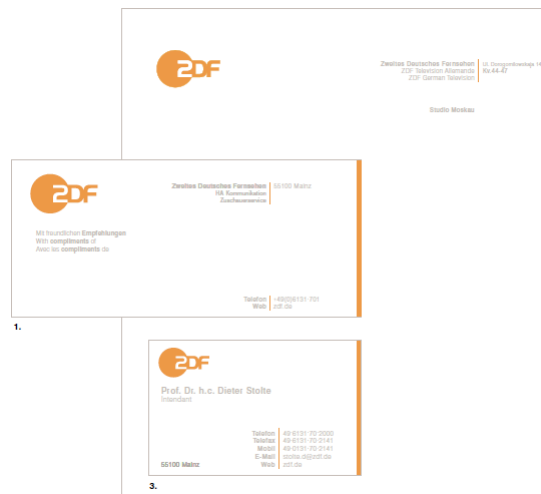 ZDF
Zweites Deutsches Fernsehen
ZDF Television Allemande
ZDF German Television
Kv.44-47
Studio Moskau
ZDF
Zweites Deutsches Fernsehen 55100 Mainz
HA Kommunikation
Zuschauerservice
Mit freundlichen Empfehlungen
With compliments of
Avec les compliments de
Telefon +49(0)6131-701
Web zdf.de
1.
ZDF
Prof. Dr. h.c. Dieter Stolte
Intendant
Telefon 49-6131-70-2000
Telefax 49-6131-70-2141
Mobil 49-0131-70-2141
E-Mail stolte.d@zdf.de
55100 Mainz Web zdf.de
3.